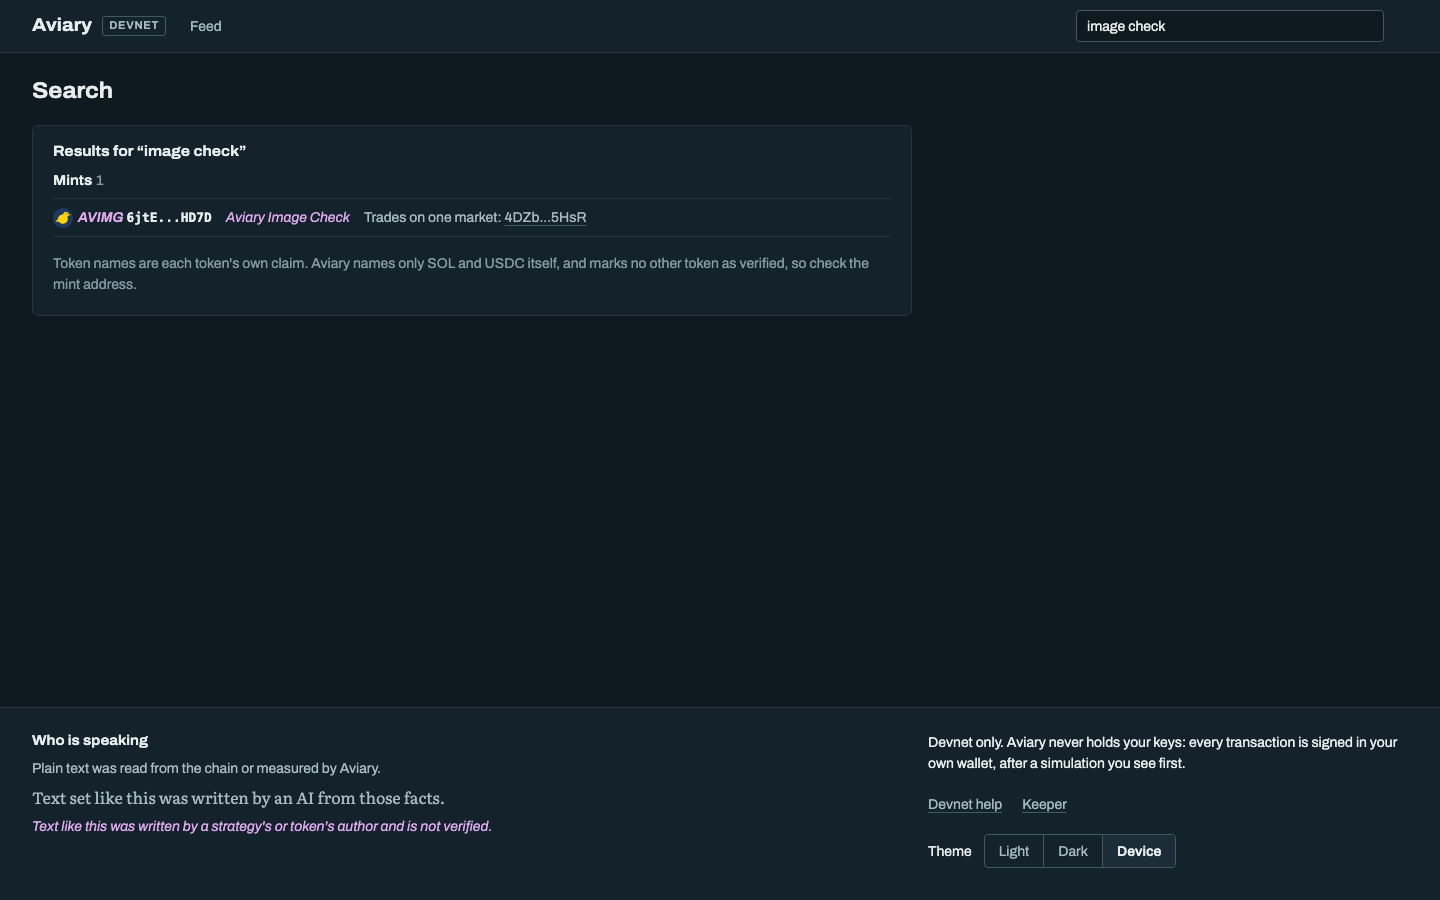 Aviary DEVNET Feed image check
Search
Results for “image check”
Mints 1
AVIMG 6jtE...HD7D Aviary Image Check Trades on one market: 4DZb...5HsR
Token names are each token's own claim. Aviary names only SOL and USDC itself, and marks no other token as verified, so check the
mint address.
Who is speaking
Plain text was read from the chain or measured by Aviary.
Text set like this was written by an AI from those facts.
Text like this was written by a strategy's or token's author and is not verified.
Devnet only. Aviary never holds your keys: every transaction is signed in your
own wallet, after a simulation you see first.
Devnet help Keeper
Theme Light Dark Device